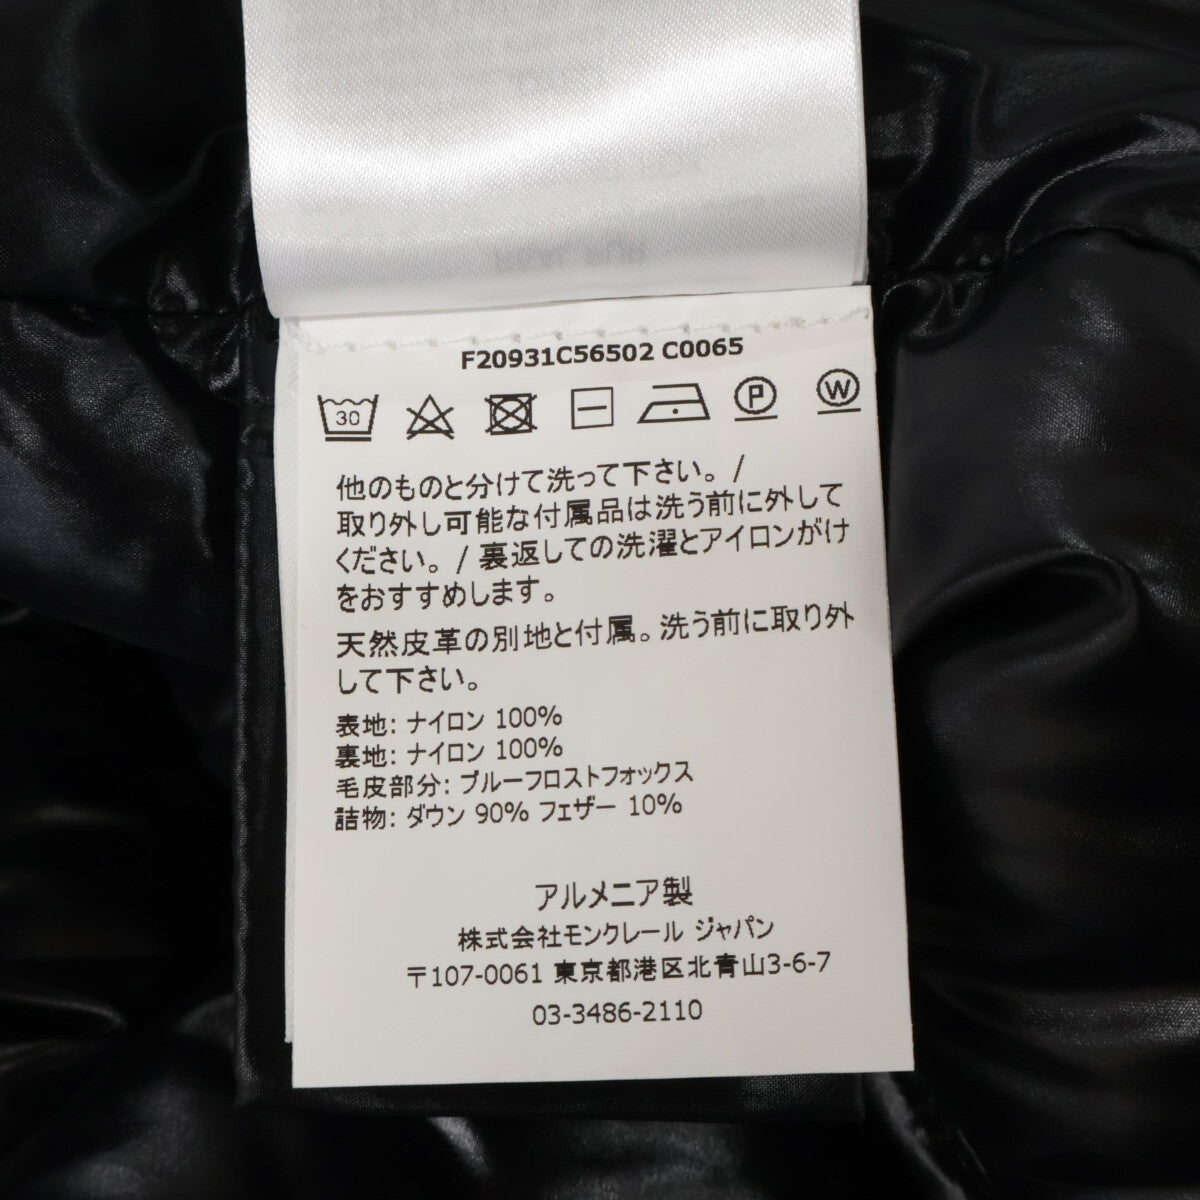 F20931C56502 C0065
30 P W
他のものと分けて洗って下さい。/
取り外し可能な付属品は洗う前に外して
ください。/ 裏返しての洗濯とアイロンがけ
をおすすめします。
天然皮革の別地と付属。洗う前に取り外
して下さい。
表地: ナイロン 100%
裏地: ナイロン 100%
毛皮部分: ブルーフロストフォックス
詰物: ダウン 90% フェザー 10%
アルメニア製
株式会社モンクレール ジャパン
〒107-0061 東京都港区北青山3-6-7
03-3486-2110